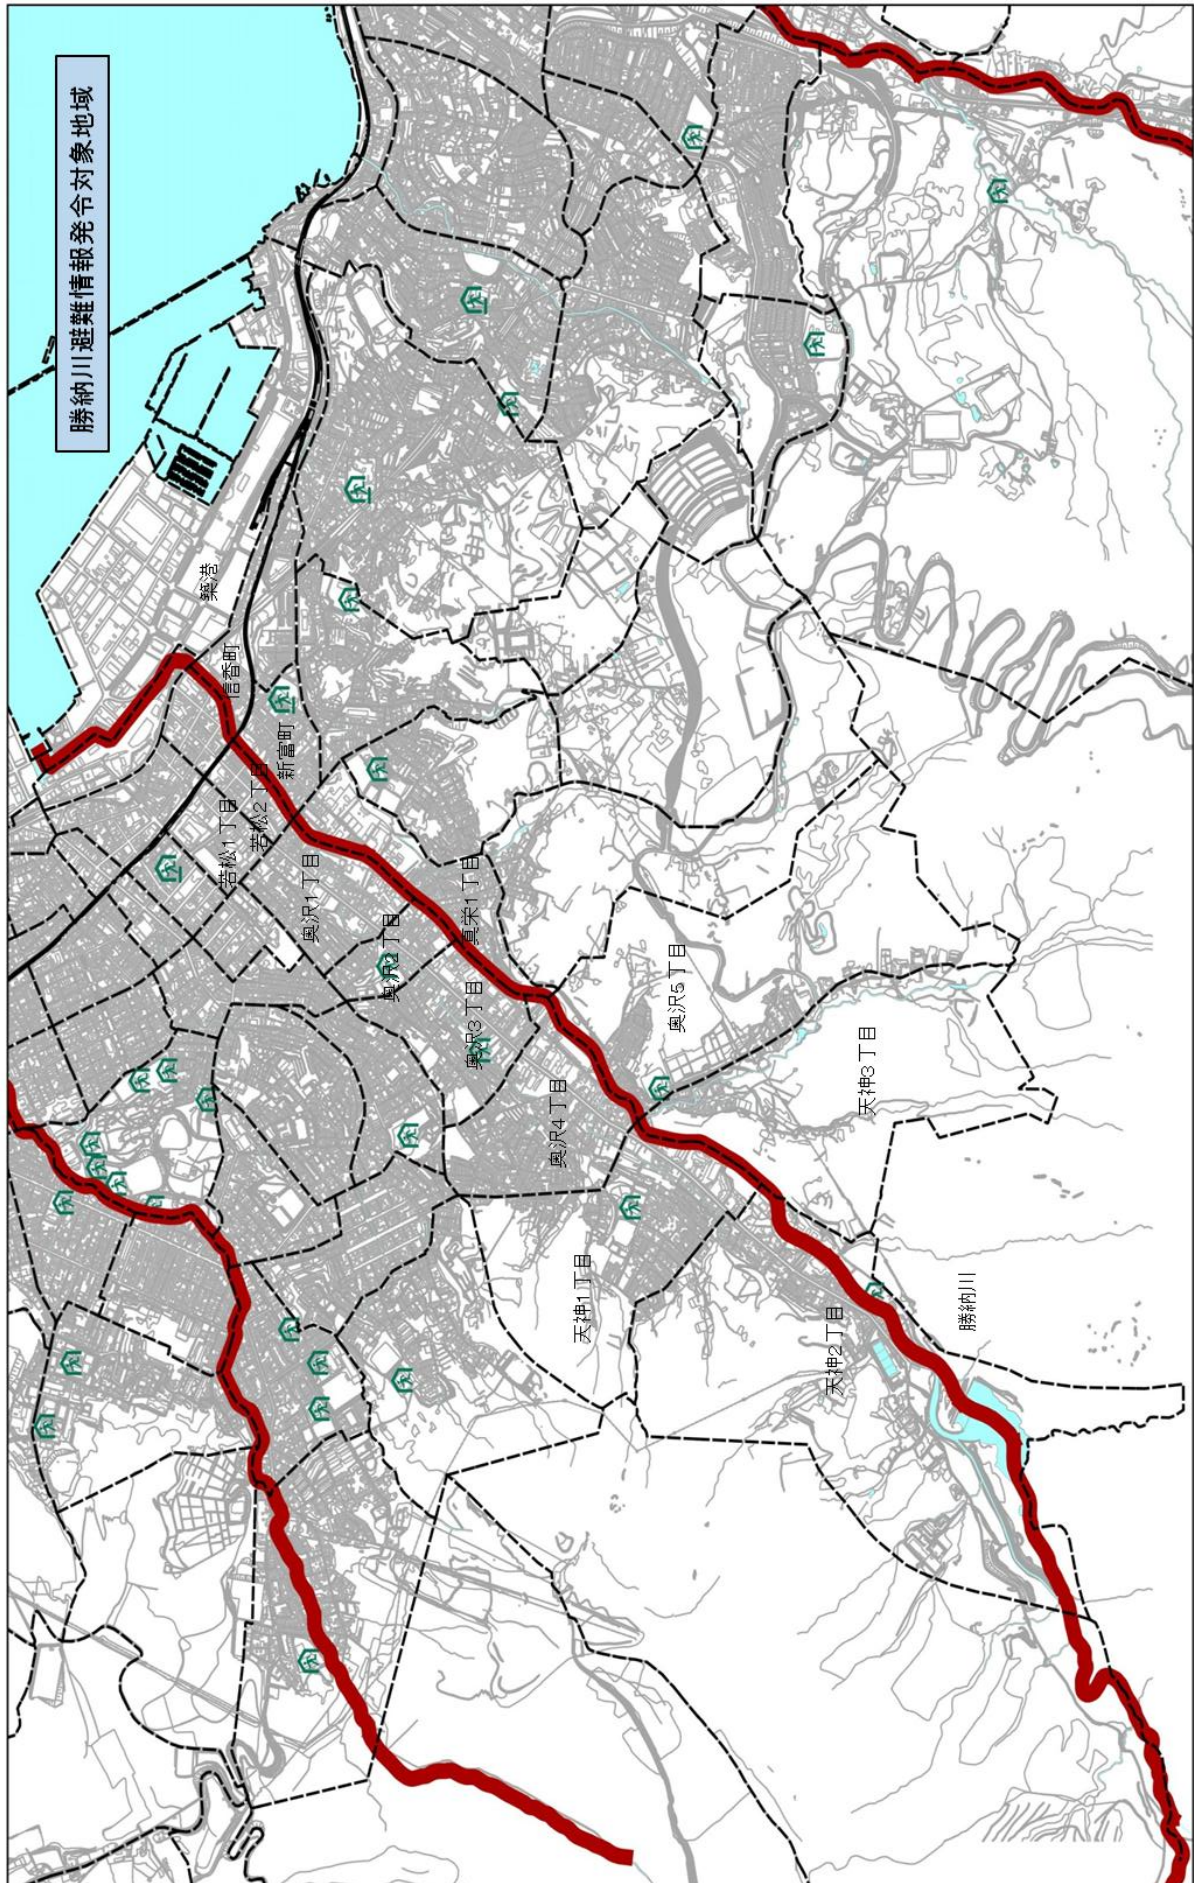 勝納川避難情報発令対象地域
築港
信香町
新富町
若松2丁目
若松1丁目
奥沢1丁目
真栄1丁目
奥沢2丁目
奥沢3丁目
奥沢5丁目
奥沢4丁目
天神3丁目
天神1丁目
天神2丁目
勝納川